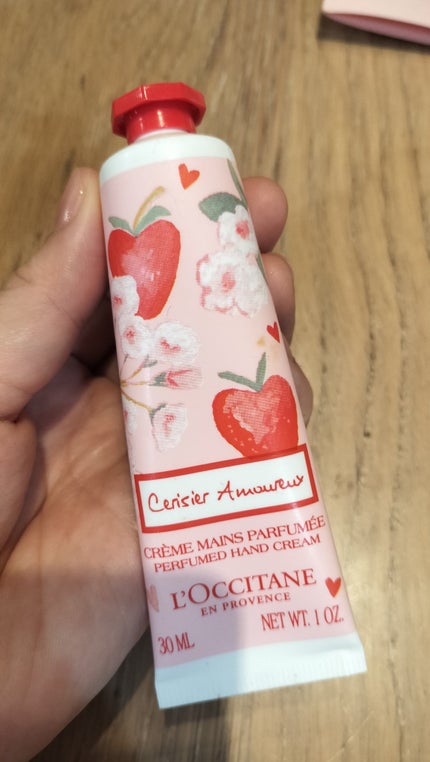 Cerisier Amoureux
CRÈME MAINS PARFUMÉE
PERFUMED HAND CREAM
L'OCCITANE
EN PROVENCE
30 ML
NET WT. 1 OZ.